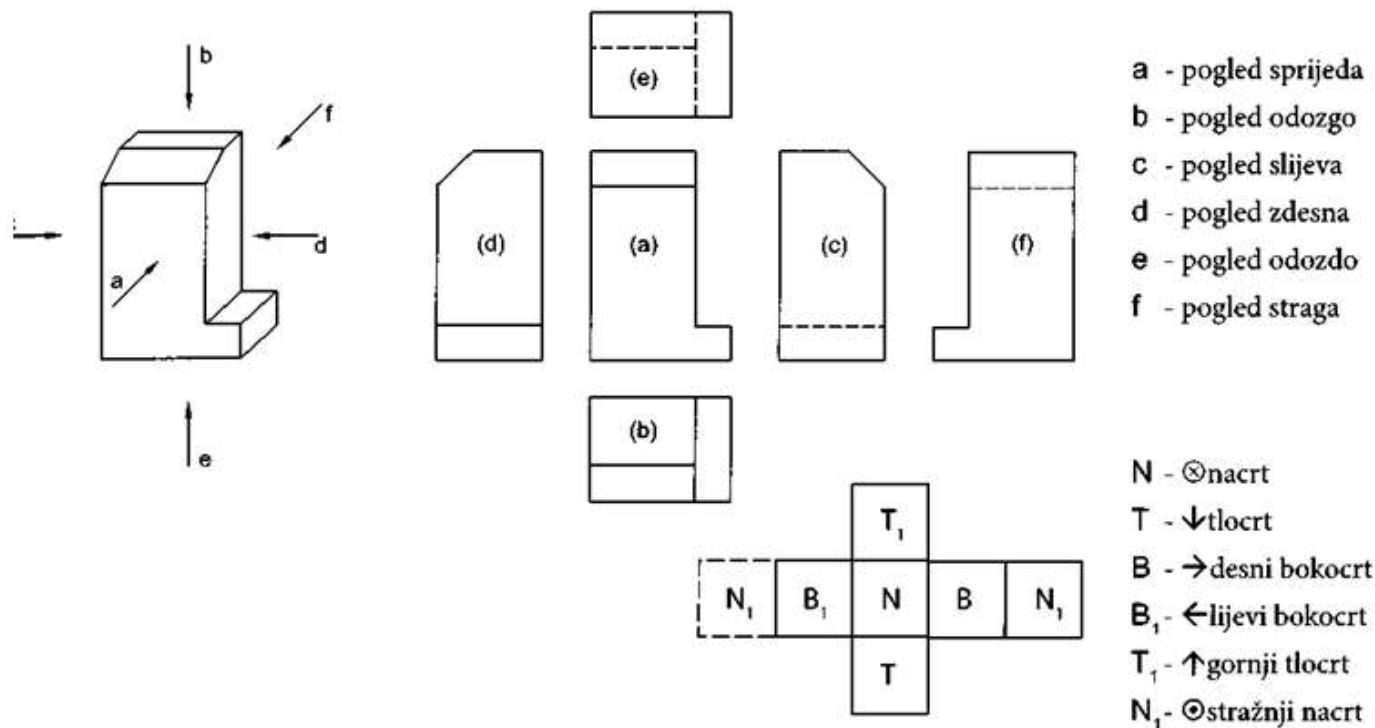 b
f
d
a
e
(e)
(d)
(a)
(c)
(f)
(b)
a - pogled sprijeda
b - pogled odozgo
c - pogled slijeva
d - pogled zdesna
e - pogled odozdo
f - pogled straga
T₁
N₁ B₁ N B N₁
T
N - ⊗nacrt
T - ↓tlocrt
B - →desni bokocrt
B₁ - ←lijevi bokocrt
T₁ - ↑gornji tlocrt
N₁ - ⊙stražnji nacrt